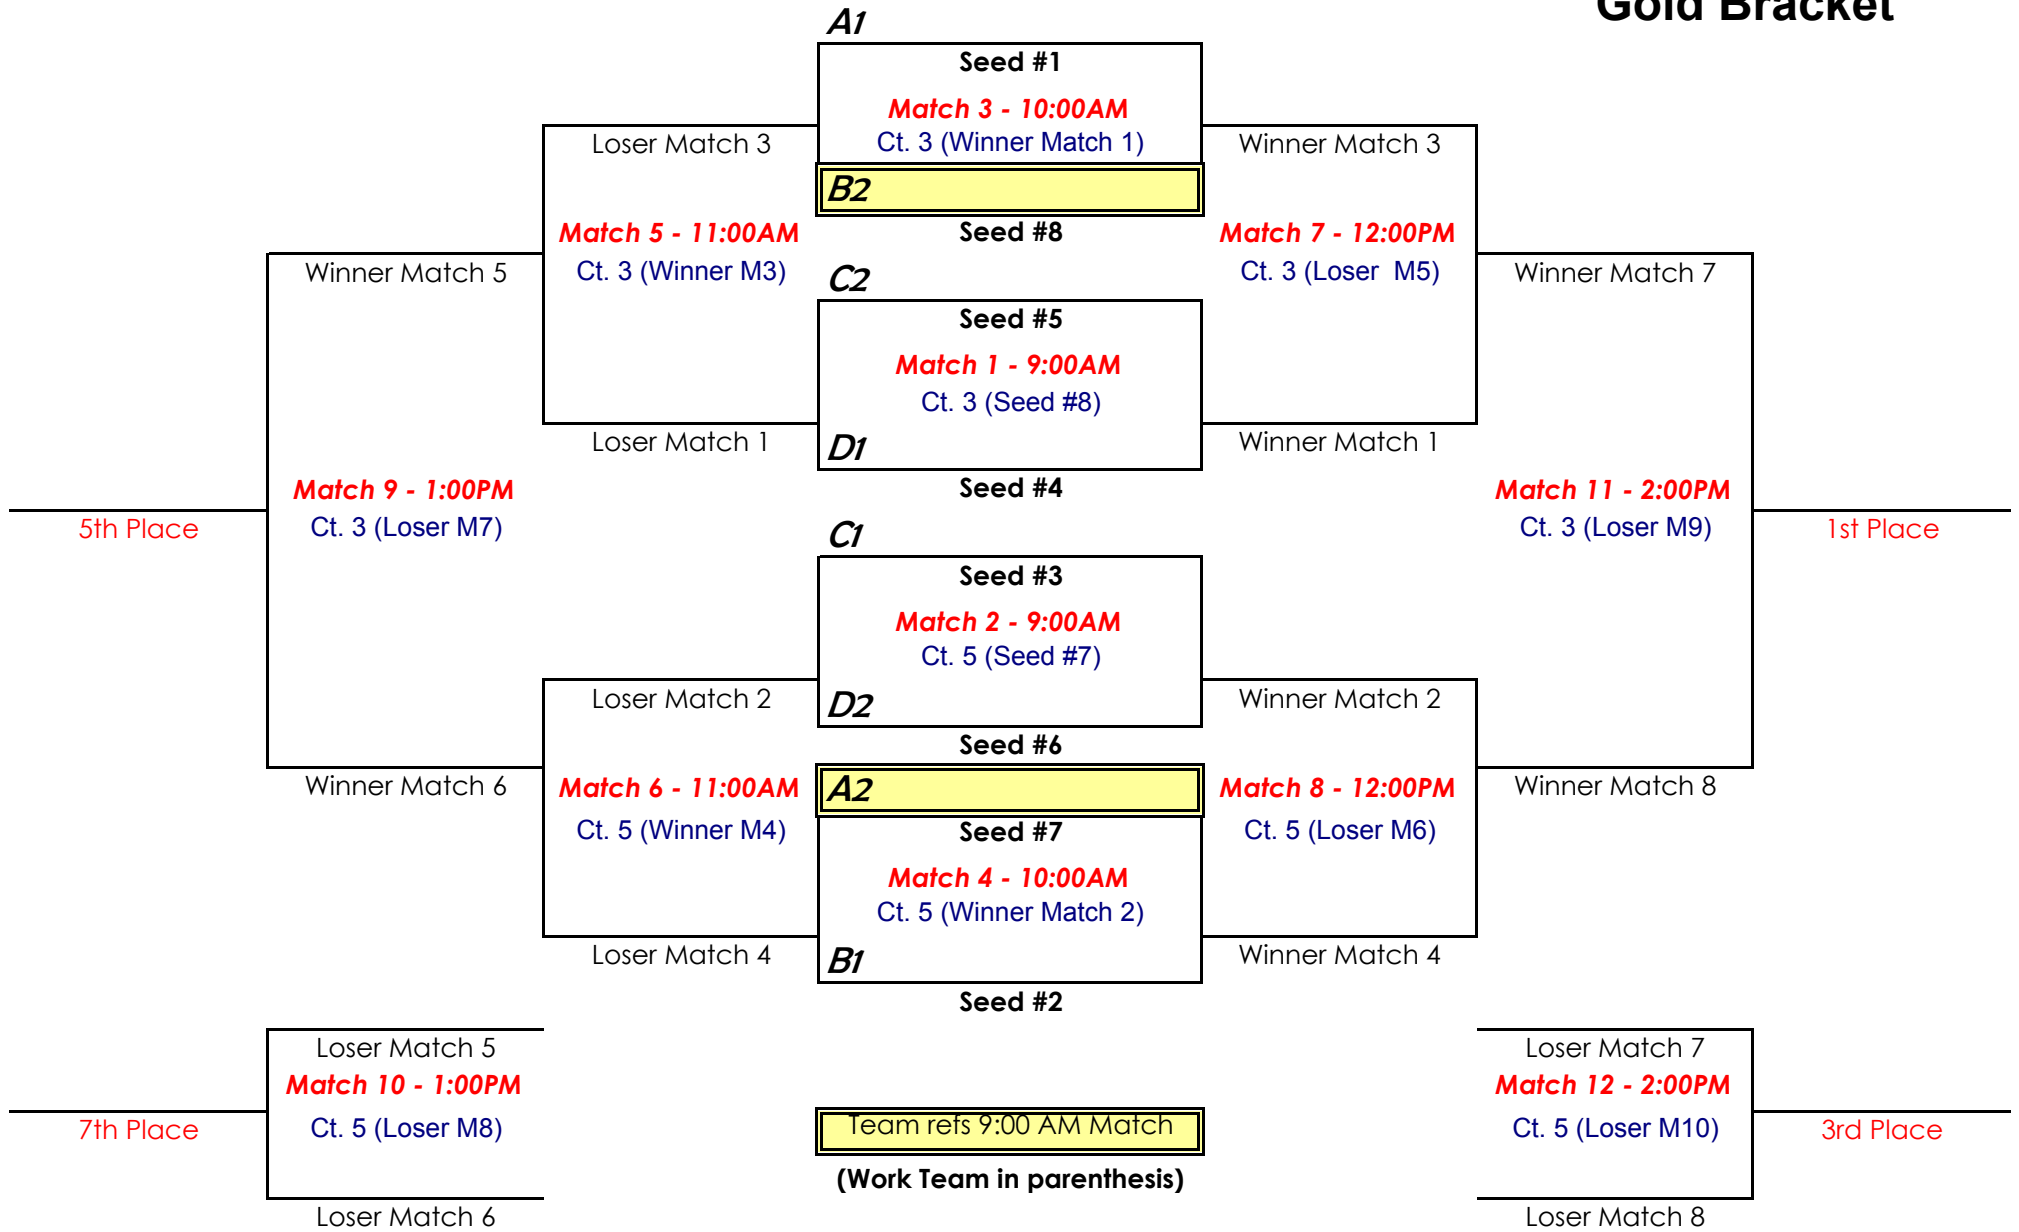 Gold Bracket
A1
Seed #1
Match 3 - 10:00AM
Loser Match 3
Ct. 3 (Winner Match 1)
Winner Match 3
B2
Match 5 - 11:00AM
Seed #8
Match 7 - 12:00PM
Winner Match 5
Ct. 3 (Winner M3)
C2
Ct. 3 (Loser  M5)
Winner Match 7
Seed #5
Match 1 - 9:00AM
Ct. 3 (Seed #8)
Loser Match 1
D1
Winner Match 1
Match 9 - 1:00PM
Seed #4
Match 11 - 2:00PM
5th Place
Ct. 3 (Loser M7)
C1
Ct. 3 (Loser M9)
1st Place
Seed #3
Match 2 - 9:00AM
Ct. 5 (Seed #7)
Loser Match 2
D2
Winner Match 2
Seed #6
Winner Match 6
Match 6 - 11:00AM
A2
Match 8 - 12:00PM
Winner Match 8
Ct. 5 (Winner M4)
Seed #7
Ct. 5 (Loser M6)
Match 4 - 10:00AM
Ct. 5 (Winner Match 2)
Loser Match 4
B1
Winner Match 4
Seed #2
Loser Match 5
Loser Match 7
Match 10 - 1:00PM
Match 12 - 2:00PM
7th Place
Ct. 5 (Loser M8)
Team refs 9:00 AM Match
Ct. 5 (Loser M10)
3rd Place
(Work Team in parenthesis)
Loser Match 6
Loser Match 8